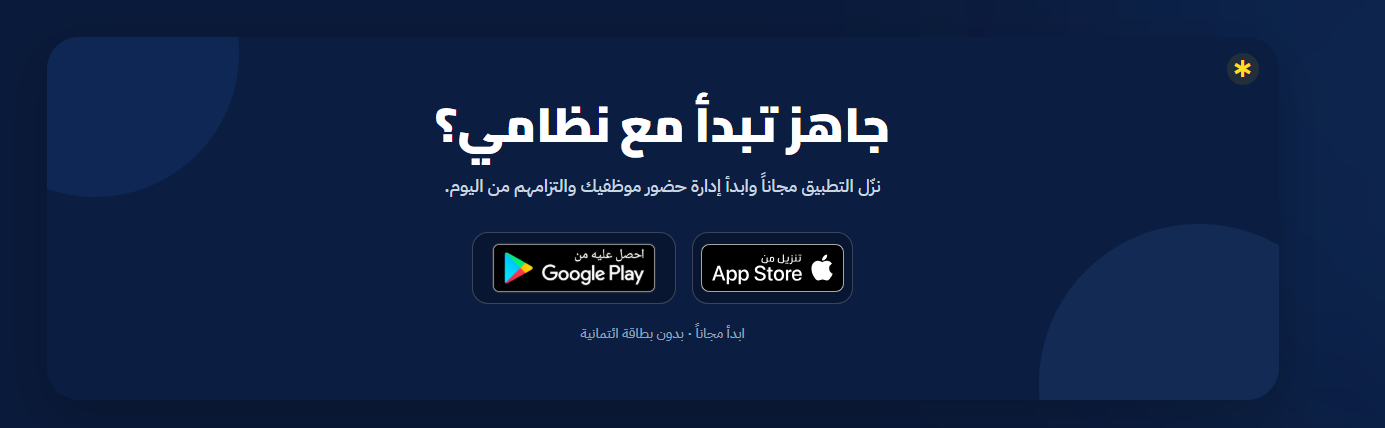 جاهز تبدأ مع نظامي؟
نزّل التطبيق مجاناً وابدأ إدارة حضور موظفيك والتزامهم من اليوم.
تنزيل من
App Store
احصل عليه من
Google Play
ابدأ مجاناً · بدون بطاقة ائتمانية